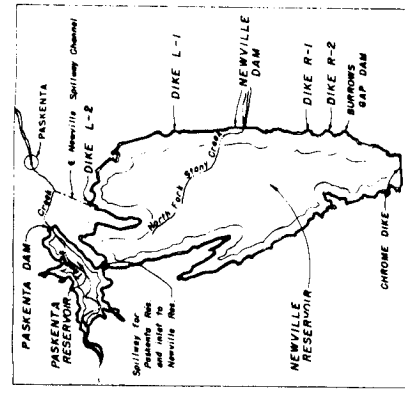 PASKENTA DAM
PASKENTA
RESERVOIR
Creek
PASKENTA
℄ Newville Spillway Channel
DIKE L-2
DIKE L-1
NEWVILLE
DAM
DIKE R-1
DIKE R-2
BURROWS
GAP DAM
North Fork Stony Creek
Spillway for
Paskenta Res.
and inlet to
Newville Res.
NEWVILLE
RESERVOIR
CHROME DIKE